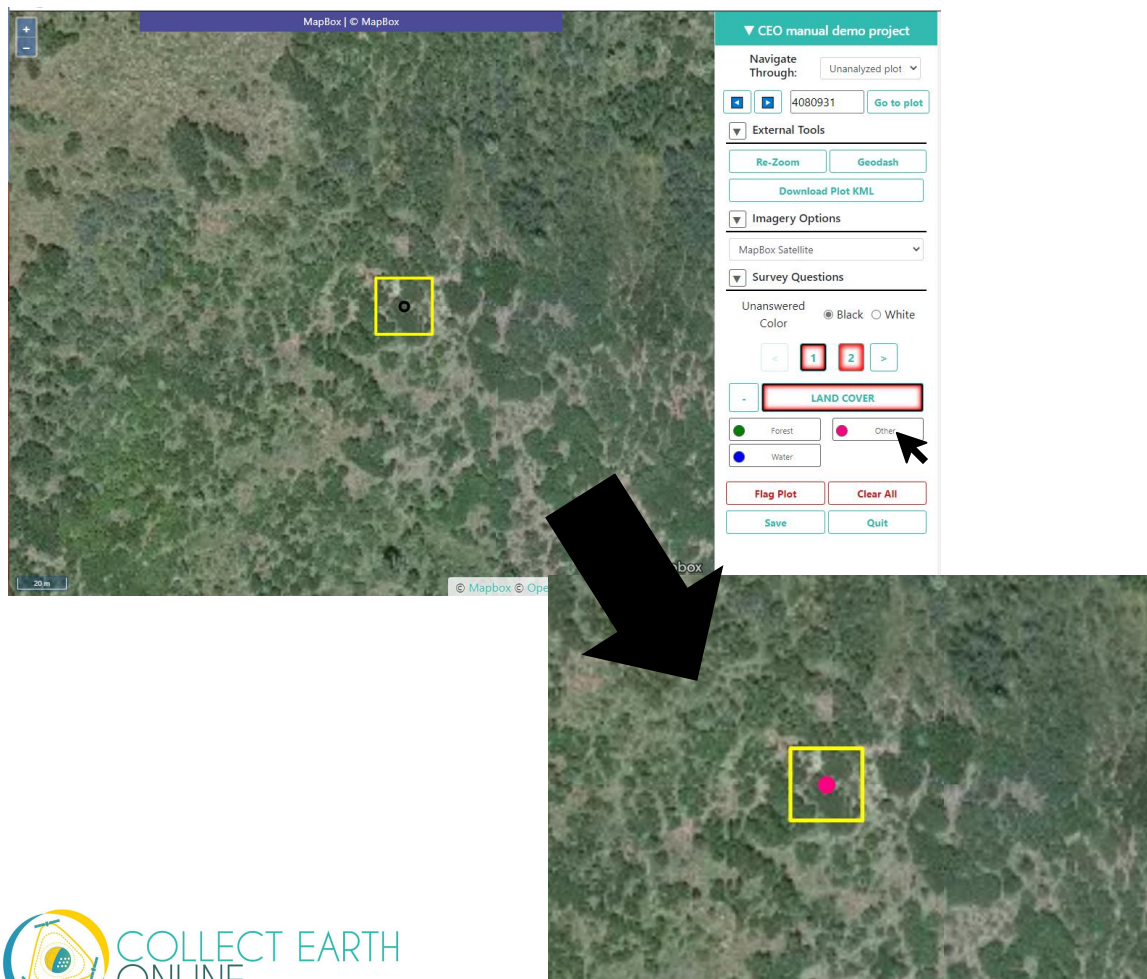 MapBox | © MapBox
+
−
▼ CEO manual demo project
Navigate Through:
Unanalyzed plot
4080931
Go to plot
External Tools
Re-Zoom
Geodash
Download Plot KML
Imagery Options
MapBox Satellite
Survey Questions
Unanswered Color
Black
White
<
1
2
>
-
LAND COVER
Forest
Other
Water
Flag Plot
Clear All
Save
Quit
20 m
© Mapbox ©
COLLECT EARTH
ONLINE